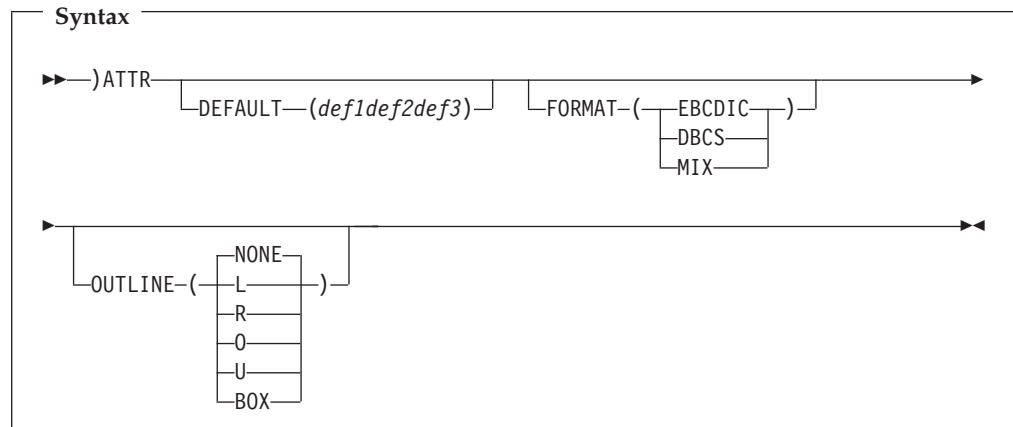 Syntax
)ATTR
DEFAULT (def1def2def3)
FORMAT ( EBCDIC )
DBCS
MIX
NONE
OUTLINE ( L )
R
O
U
BOX